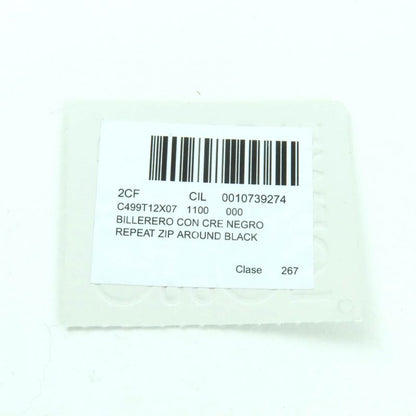 2CF CIL 0010739274
C499T12X07 1100 000
BILLERERO CON CRE NEGRO
REPEAT ZIP AROUND BLACK
Clase 267